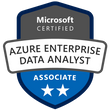 Microsoft
CERTIFIED
AZURE ENTERPRISE
DATA ANALYST
ASSOCIATE